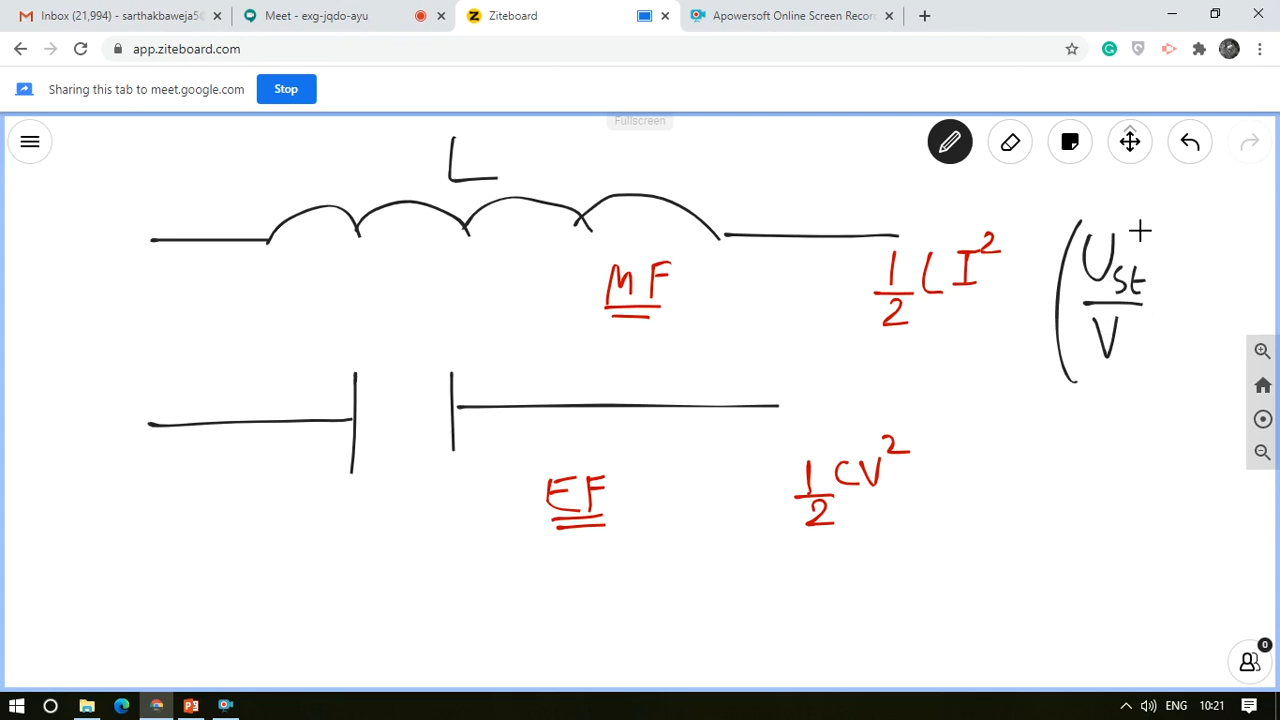 Inbox (21,994) - sarthakbaweja5
Meet - exg-jqdo-ayu
Ziteboard
Apowersoft Online Screen Recor
app.ziteboard.com
Sharing this tab to meet.google.com
Stop
Fullscreen
L
MF
1/2 LI²
(U_St/V
EF
1/2 CV²
0
ENG
10:21